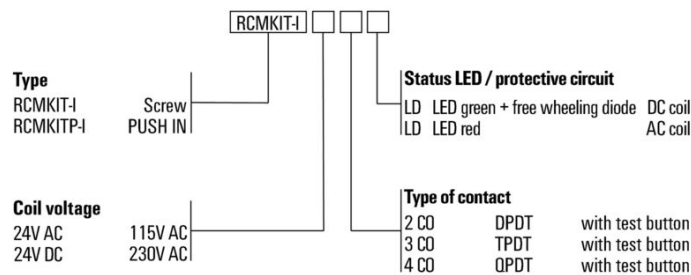 RCMKIT-I
Type
RCMKIT-I Screw
RCMKITP-I PUSH IN
Status LED / protective circuit
LD LED green + free wheeling diode DC coil
LD LED red AC coil
Coil voltage
24V AC 115V AC
24V DC 230V AC
Type of contact
2 CO DPDT with test button
3 CO TPDT with test button
4 CO QPDT with test button